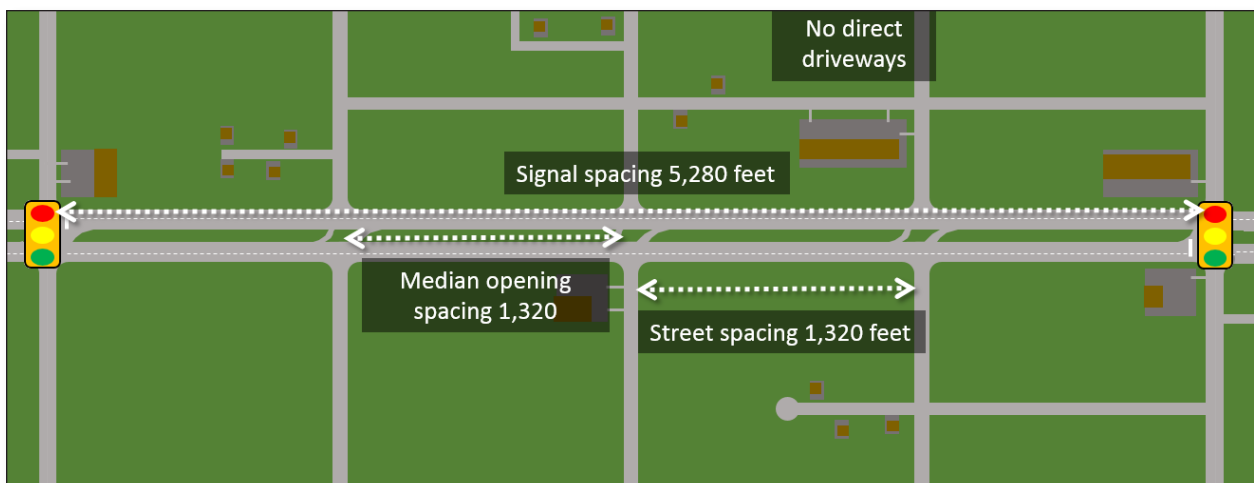 No direct
driveways
Signal spacing 5,280 feet
Median opening
spacing 1,320
Street spacing 1,320 feet